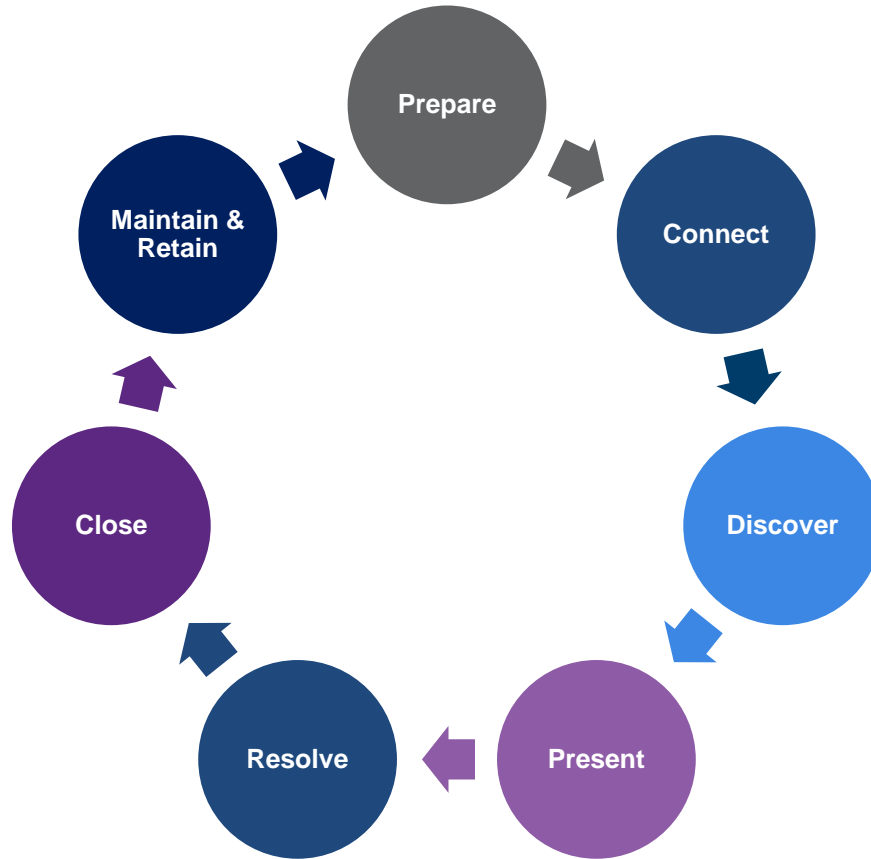 Prepare
Connect
Discover
Present
Resolve
Close
Maintain &
Retain